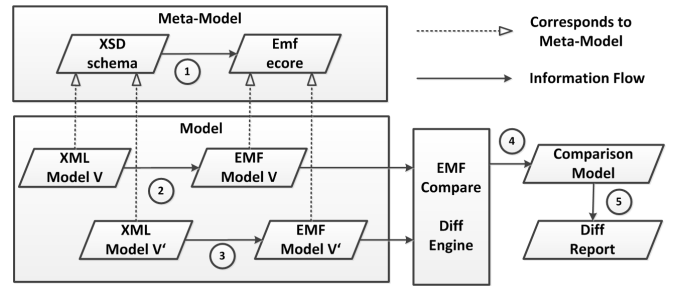 Meta-Model
XSD
schema
Emf
ecore
1
Corresponds to
Meta-Model
Information Flow
Model
XML
Model V
2
EMF
Model V
XML
Model V‘
3
EMF
Model V‘
EMF
Compare
Diff
Engine
4
Comparison
Model
5
Diff
Report